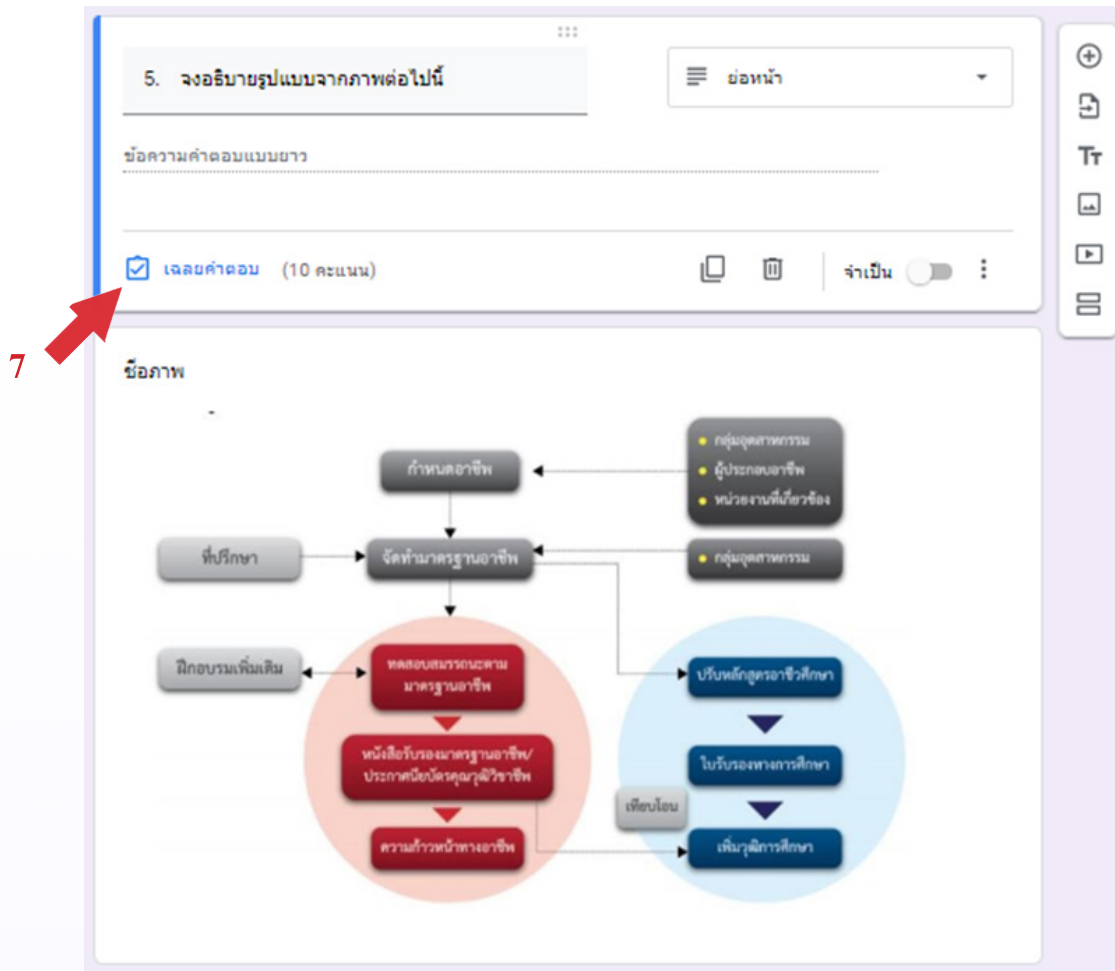 5. จงอธิบายรูปแบบจากภาพต่อไปนี้
ย่อหน้า
ข้อความคำตอบแบบยาว
เฉลยคำตอบ (10 คะแนน)
จำเป็น
Tт
7
ชื่อภาพ
กำหนดอาชีพ
กลุ่มอุตสาหกรรม
ผู้ประกอบอาชีพ
หน่วยงานที่เกี่ยวข้อง
ที่ปรึกษา
จัดทำมาตรฐานอาชีพ
กลุ่มอุตสาหกรรม
ฝึกอบรมเพิ่มเติม
ทดสอบสมรรถนะตาม
มาตรฐานอาชีพ
หนังสือรับรองมาตรฐานอาชีพ/
ประกาศนียบัตรคุณวุฒิวิชาชีพ
ความก้าวหน้าทางอาชีพ
ปรับหลักสูตรอาชีวศึกษา
ใบรับรองทางการศึกษา
เทียบโอน
เพิ่มวุฒิการศึกษา